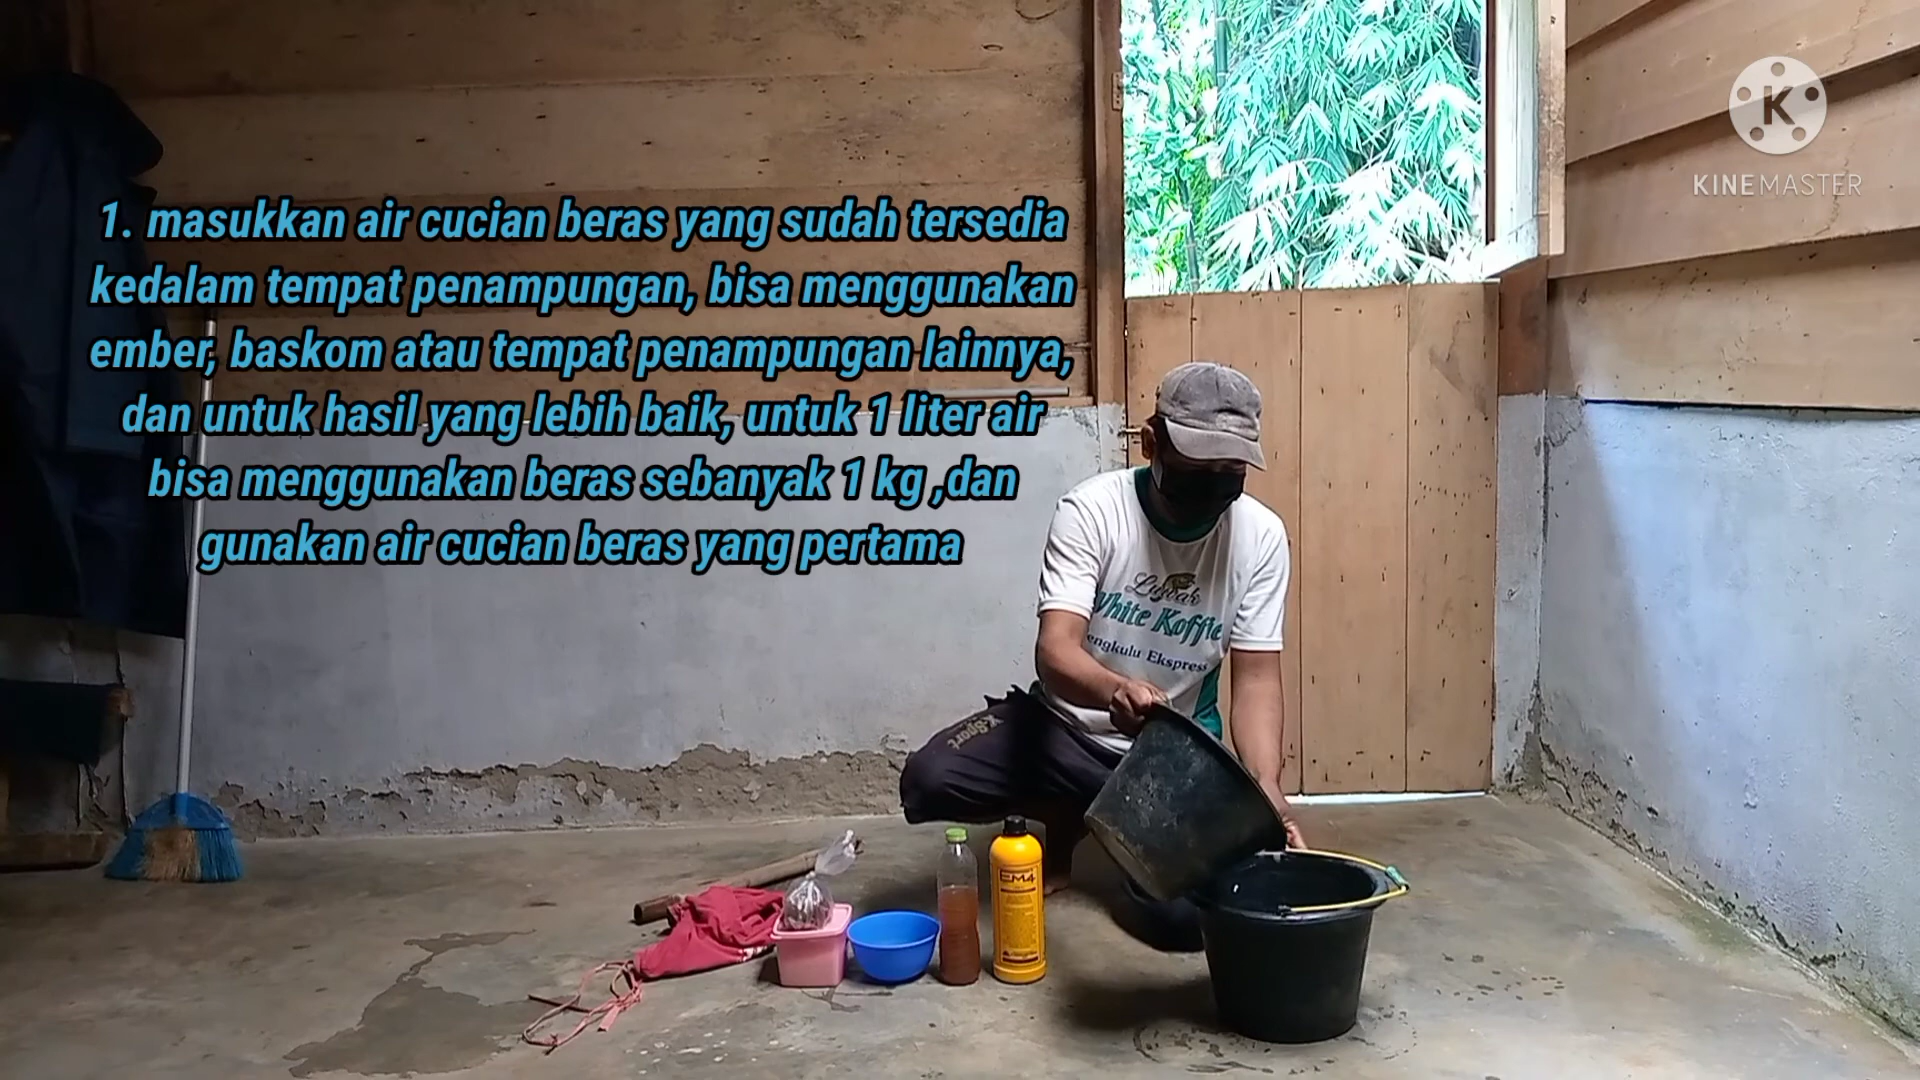 1. masukkan air cucian beras yang sudah tersedia
kedalam tempat penampungan, bisa menggunakan
ember, baskom atau tempat penampungan lainnya,
dan untuk hasil yang lebih baik, untuk 1 liter air
bisa menggunakan beras sebanyak 1 kg ,dan
gunakan air cucian beras yang pertama
K
KINEMASTER
Luwak
White Koffie
engkulu Ekspress
K.Sport
EM4